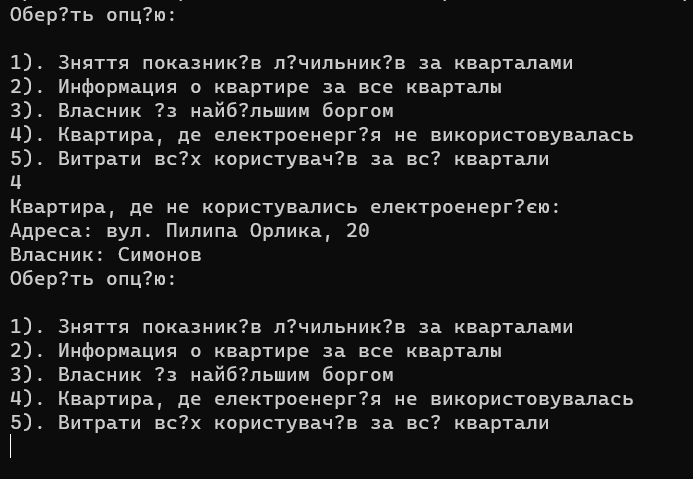 Обер?ть опц?ю:
1). Зняття показник?в л?чильник?в за кварталами
2). Информация о квартире за все кварталы
3). Власник ?з найб?льшим боргом
4). Квартира, де електроенерг?я не використовувалась
5). Витрати вс?х користувач?в за вс? квартали
4
Квартира, де не користувались електроенерг?єю:
Адреса: вул. Пилипа Орлика, 20
Власник: Симонов
Обер?ть опц?ю:
1). Зняття показник?в л?чильник?в за кварталами
2). Информация о квартире за все кварталы
3). Власник ?з найб?льшим боргом
4). Квартира, де електроенерг?я не використовувалась
5). Витрати вс?х користувач?в за вс? квартали